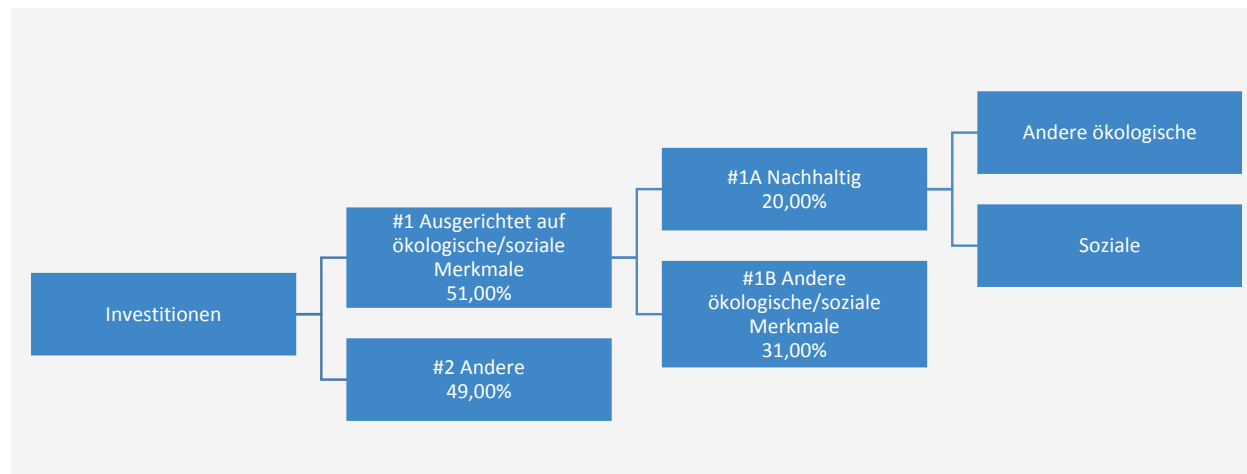 Investitionen
#1 Ausgerichtet auf
ökologische/soziale
Merkmale
51,00%
#2 Andere
49,00%
#1A Nachhaltig
20,00%
#1B Andere
ökologische/soziale
Merkmale
31,00%
Andere ökologische
Soziale